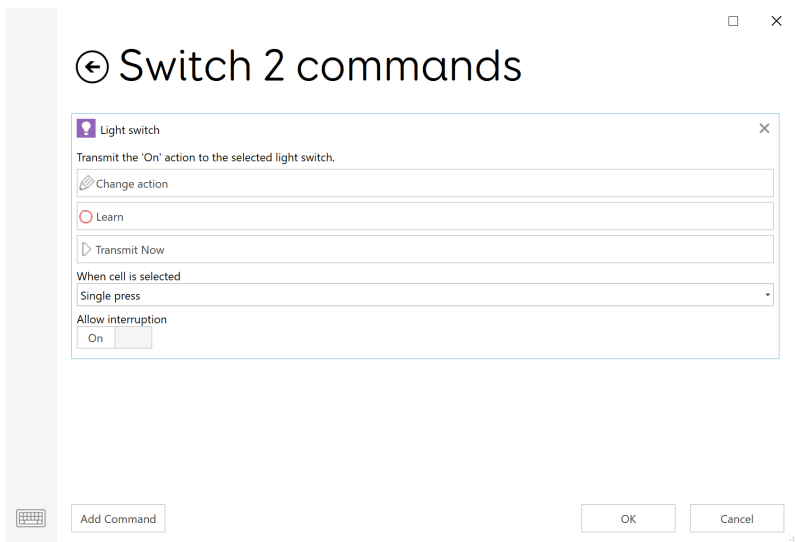 Switch 2 commands
Light switch
Transmit the 'On' action to the selected light switch.
Change action
Learn
Transmit Now
When cell is selected
Single press
Allow interruption
On
Add Command
OK
Cancel